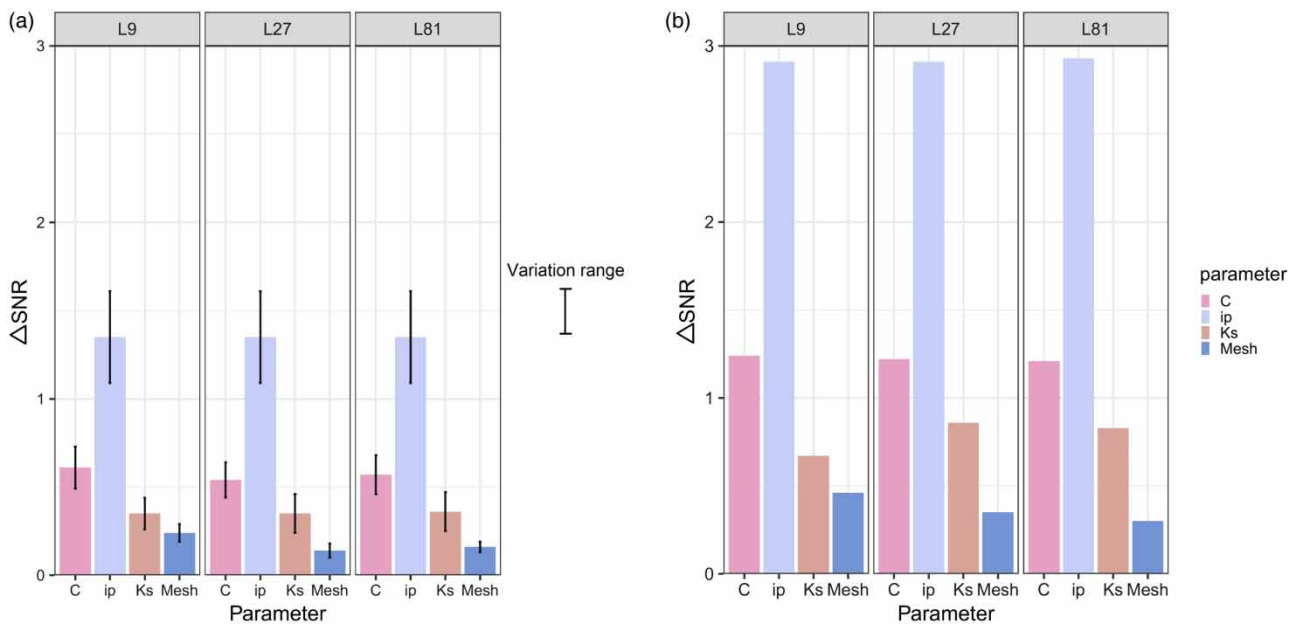 (a)
L9 L27 L81
3
2
1
0
△SNR
C ip Ks Mesh C ip Ks Mesh C ip Ks Mesh
Parameter
Variation range
(b)
L9 L27 L81
3
2
1
0
△SNR
C ip Ks Mesh C ip Ks Mesh C ip Ks Mesh
Parameter
parameter
C
ip
Ks
Mesh